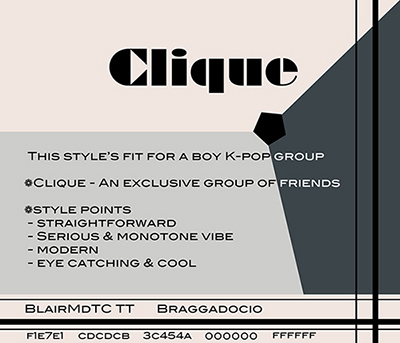 Clique
This style's fit for a boy K-pop group
*Clique - An exclusive group of friends
*style points
- straightforward
- Serious & monotone vibe
- modern
- eye catching & cool
BlairMdTC TT Braggadocio
f1e7e1 cdcdcb 3c454a 000000 ffffff